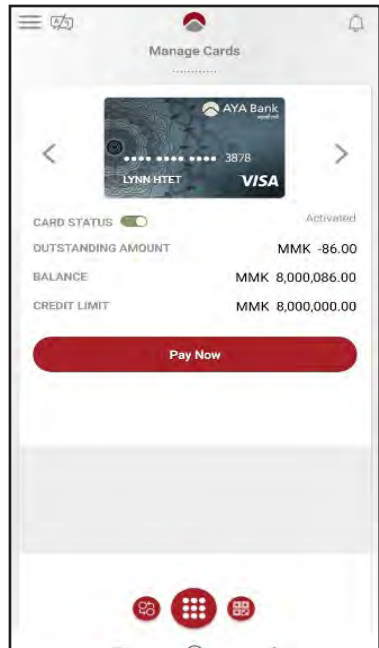 Manage Cards
AYA Bank
•••• •••• •••• 3878
LYNN HTET
VISA
CARD STATUS
Activated
OUTSTANDING AMOUNT
MMK -86.00
BALANCE
MMK 8,000,086.00
CREDIT LIMIT
MMK 8,000,000.00
Pay Now